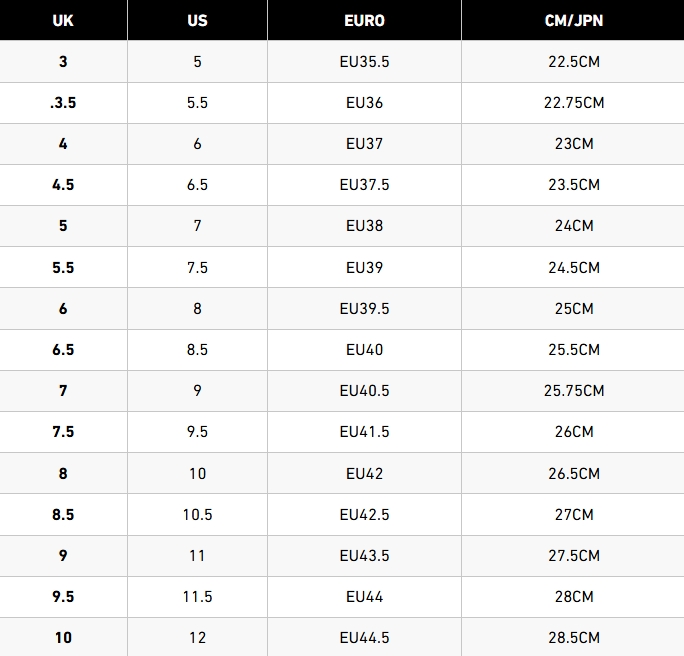 UK US EURO CM/JPN
3 5 EU35.5 22.5CM
.3.5 5.5 EU36 22.75CM
4 6 EU37 23CM
4.5 6.5 EU37.5 23.5CM
5 7 EU38 24CM
5.5 7.5 EU39 24.5CM
6 8 EU39.5 25CM
6.5 8.5 EU40 25.5CM
7 9 EU40.5 25.75CM
7.5 9.5 EU41.5 26CM
8 10 EU42 26.5CM
8.5 10.5 EU42.5 27CM
9 11 EU43.5 27.5CM
9.5 11.5 EU44 28CM
10 12 EU44.5 28.5CM